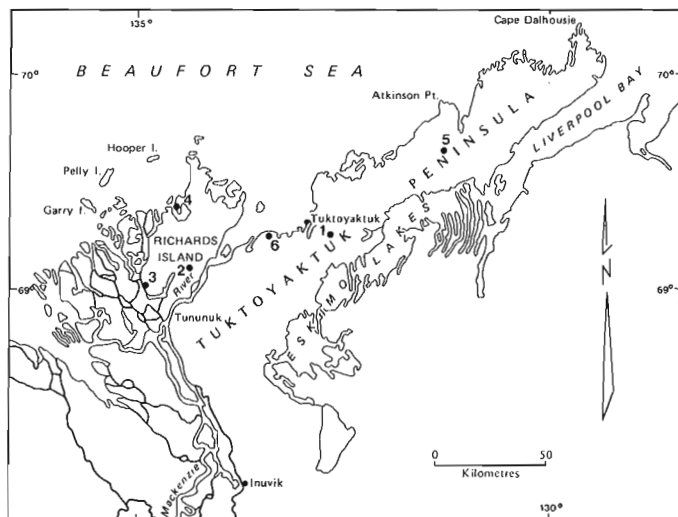 135°
Cape Dalhousie
70°
BEAUFORT SEA
70°
Atkinson Pt.
LIVERPOOL BAY
Hooper I.
5
PENINSULA
Pelly I.
4
Garry I.
Tuktoyaktuk
1
6
RICHARDS
ISLAND
2
3
River
69°
69°
TUKTOYAKTUK
ESKIMO LAKES
N
Tununuk
0 50
Kilometres
Inuvik
Mackenzie
130°